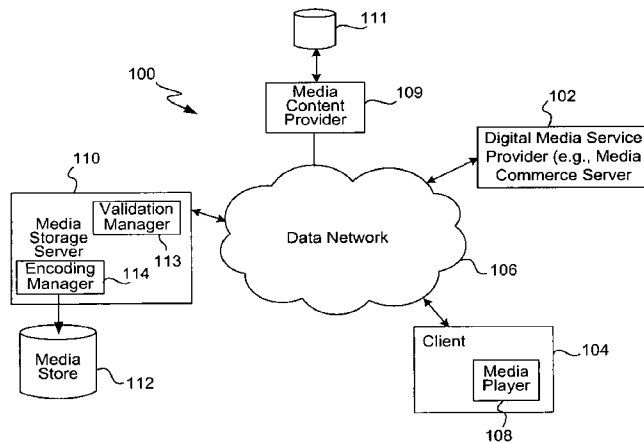 111
100
Media
Content
Provider
109
102
Digital Media Service
Provider (e.g., Media
Commerce Server
110
Validation
Manager
113
Media
Storage
Server
Encoding
Manager
114
Data Network
106
Media
Store
112
Client
104
Media
Player
108